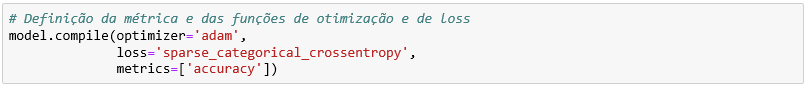 # Definição da métrica e das funções de otimização e de loss
model.compile(optimizer='adam',
              loss='sparse_categorical_crossentropy',
              metrics=['accuracy'])